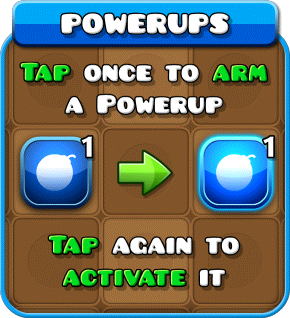 POWERUPS
TAP ONCE TO ARM
A POWERUP
1
1
TAP AGAIN TO
ACTIVATE IT